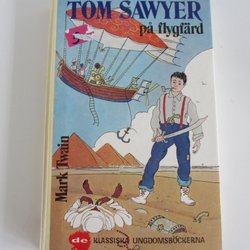 TOM SAWYER
på flygfärd
Mark Twain
de KLASSISKA UNGDOMSBÖCKERNA